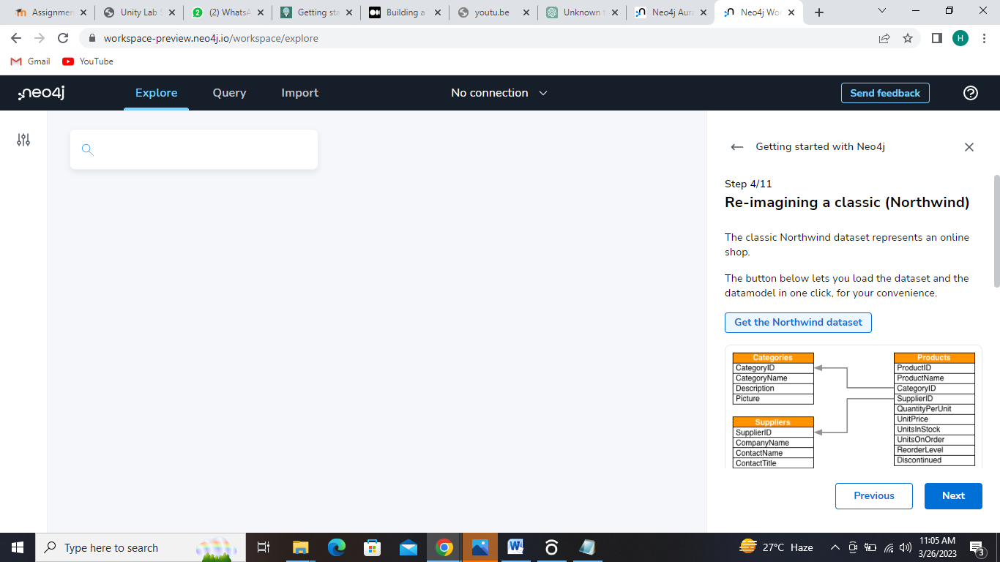 Assignmen
Unity Lab S
(2) WhatsA
Getting sta
Building a
youtu.be
Unknown t
Neo4j Aura
Neo4j Wor
workspace-preview.neo4j.io/workspace/explore
H
Gmail
YouTube
neo4j
Explore
Query
Import
No connection
Send feedback
Getting started with Neo4j
Step 4/11
Re-imagining a classic (Northwind)
The classic Northwind dataset represents an online
shop.
The button below lets you load the dataset and the
datamodel in one click, for your convenience.
Get the Northwind dataset
Categories
CategoryID
CategoryName
Description
Picture
Suppliers
SupplierID
CompanyName
ContactName
ContactTitle
Products
ProductID
ProductName
CategoryID
SupplierID
QuantityPerUnit
UnitPrice
UnitsInStock
UnitsOnOrder
ReorderLevel
Discontinued
Previous
Next
Type here to search
27°C Haze
11:05 AM
3/26/2023
3